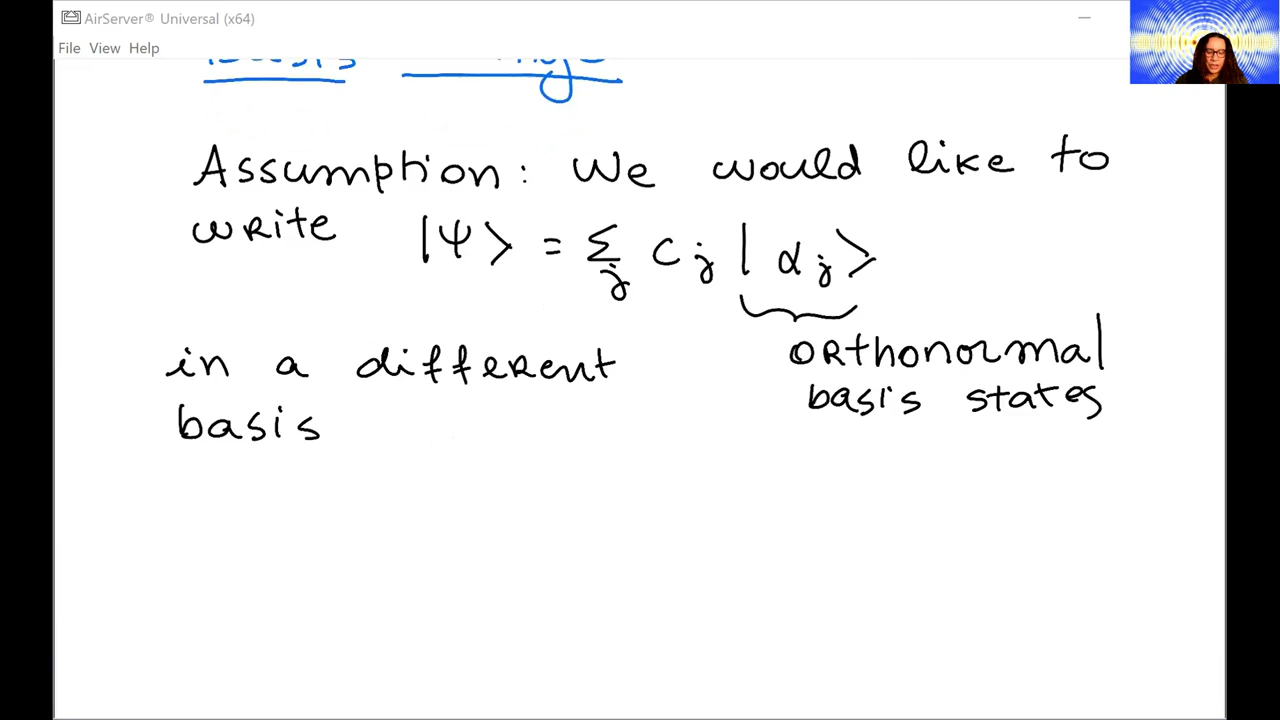 AirServer® Universal (x64)
File View Help
Assumption: We would like to
write |Ψ⟩ = Σ_j c_j | α_j ⟩
in a different
basis
orthonormal
basis states